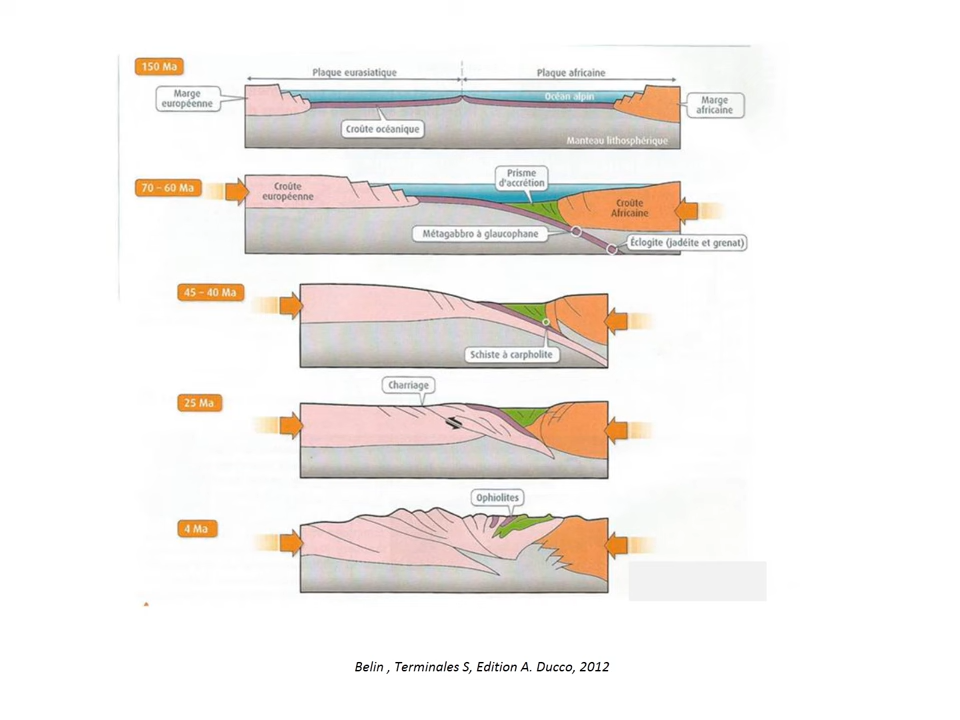 150 Ma
Plaque eurasiatique
Plaque africaine
Marge
européenne
Océan alpin
Marge
africaine
Croûte océanique
Manteau lithosphérique
70 – 60 Ma
Croûte
européenne
Prisme
d'accrétion
Croûte
Africaine
Métagabbro à glaucophane
Éclogite (jadéite et grenat)
45 – 40 Ma
Schiste à carpholite
Charriage
25 Ma
Ophiolites
4 Ma
Belin , Terminales S, Edition A. Ducco, 2012